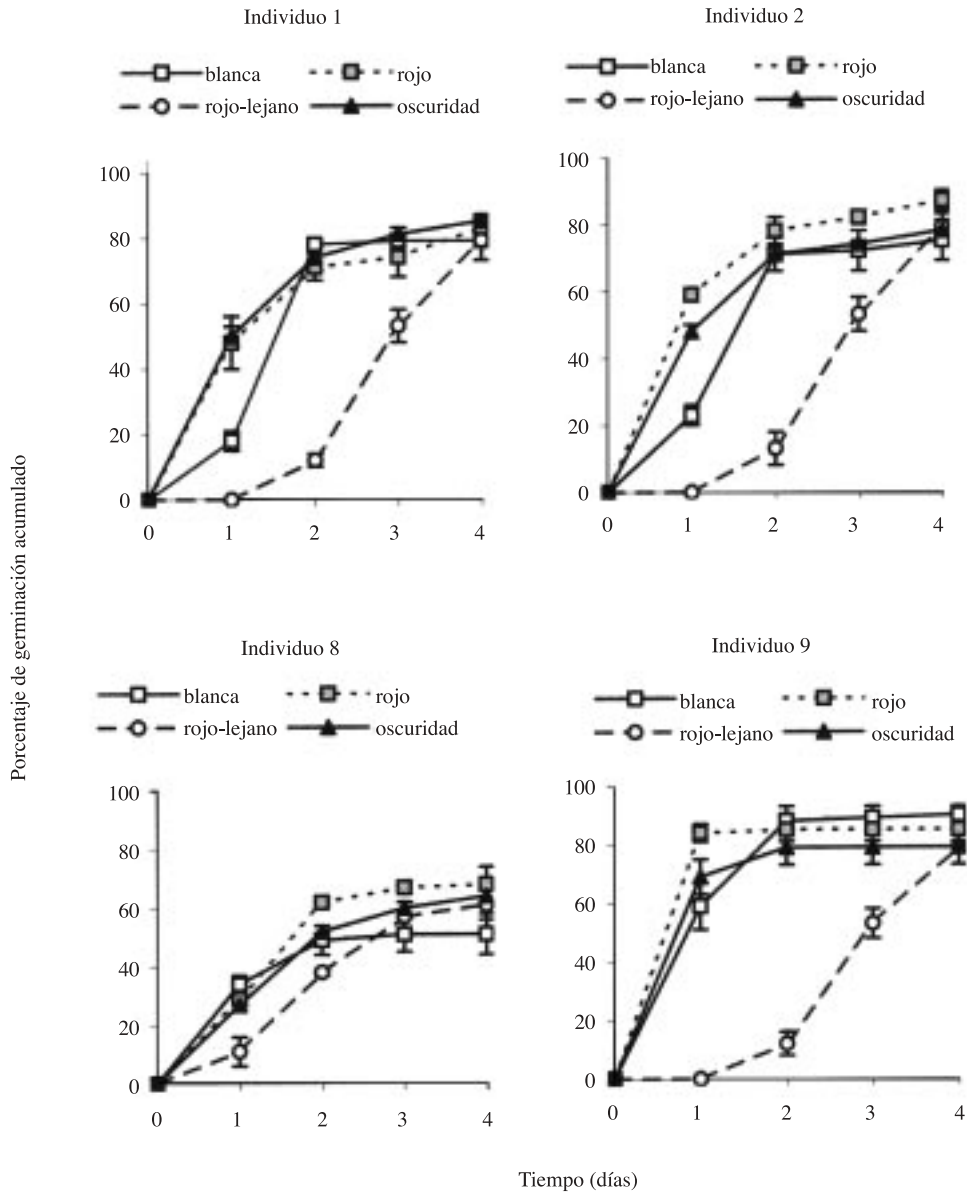 Individuo 1
blanca rojo
rojo-lejano oscuridad
100
80
60
40
20
0
0 1 2 3 4
Individuo 2
blanca rojo
rojo-lejano oscuridad
100
80
60
40
20
0
0 1 2 3 4
Porcentaje de germinación acumulado
Individuo 8
blanca rojo
rojo-lejano oscuridad
100
80
60
40
20
0
0 1 2 3 4
Individuo 9
blanca rojo
rojo-lejano oscuridad
100
80
60
40
20
0
0 1 2 3 4
Tiempo (días)